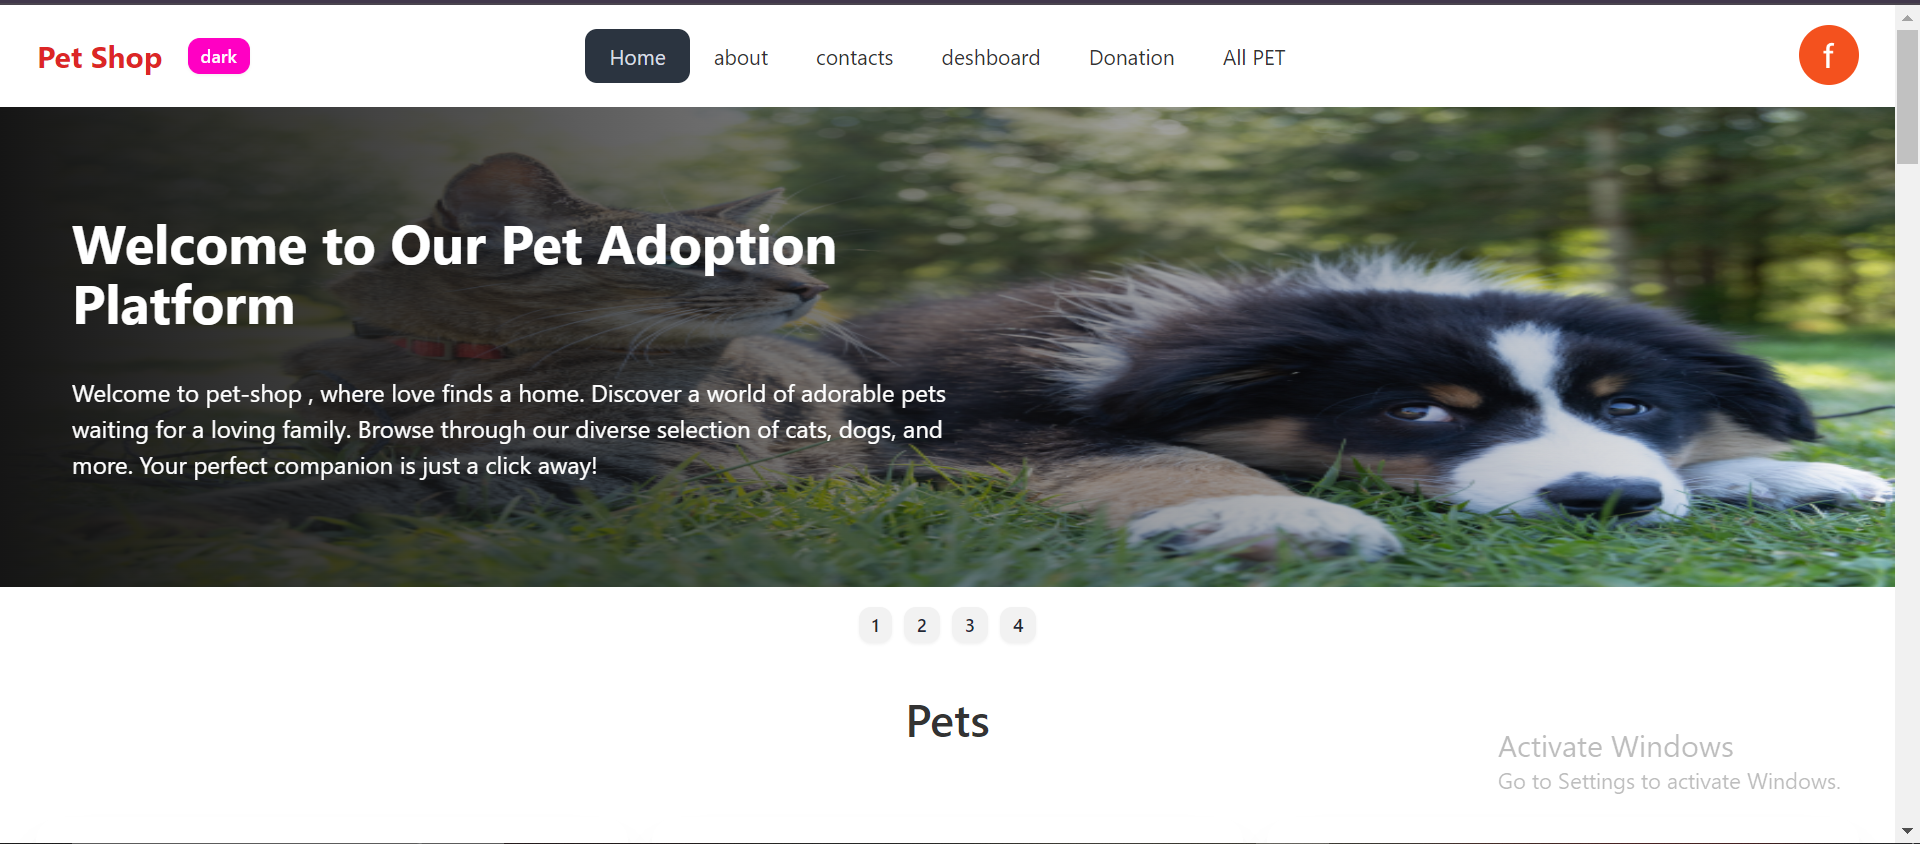 Pet Shop
dark
Home
about
contacts
deshboard
Donation
All PET
f
Welcome to Our Pet Adoption
Platform
Welcome to pet-shop , where love finds a home. Discover a world of adorable pets
waiting for a loving family. Browse through our diverse selection of cats, dogs, and
more. Your perfect companion is just a click away!
1
2
3
4
Pets
Activate Windows
Go to Settings to activate Windows.